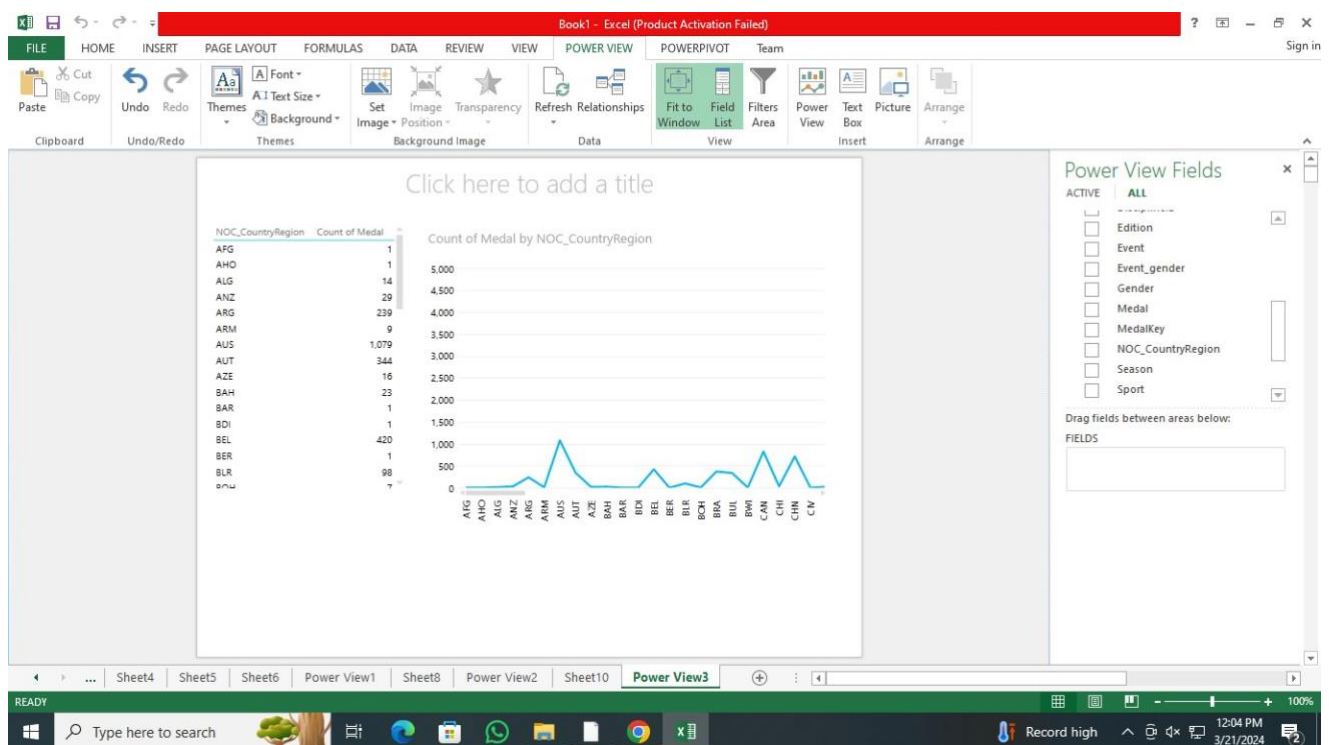 Book1 - Excel (Product Activation Failed)
?
FILE HOME INSERT PAGE LAYOUT FORMULAS DATA REVIEW VIEW POWER VIEW POWERPIVOT Team Sign in
Paste
Cut
Copy
Clipboard
Undo Redo
Undo/Redo
Themes
Font
Text Size
Background
Themes
Set Image
Image Position
Transparency
Background Image
Refresh Relationships
Data
Fit to Window
Field List
Filters Area
View
Power View
Text Box
Picture
Insert
Arrange
Arrange
Click here to add a title
NOC_CountryRegion Count of Medal
AFG 1
AHO 1
ALG 14
ANZ 29
ARG 239
ARM 9
AUS 1,079
AUT 344
AZE 16
BAH 23
BAR 1
BDI 1
BEL 420
BER 1
BLR 98
BOH 7
Count of Medal by NOC_CountryRegion
5,000
4,500
4,000
3,500
3,000
2,500
2,000
1,500
1,000
500
0
AFG AHO ALG ANZ ARG ARM AUS AUT AZE BAH BAR BDI BEL BER BLR BOH BRA BUL BWI CAN CHI CHN CIV
Power View Fields
ACTIVE ALL
Edition
Event
Event_gender
Gender
Medal
MedalKey
NOC_CountryRegion
Season
Sport
Drag fields between areas below:
FIELDS
... Sheet4 Sheet5 Sheet6 Power View1 Sheet8 Power View2 Sheet10 Power View3
READY 100%
Type here to search
Record high
12:04 PM
3/21/2024
2